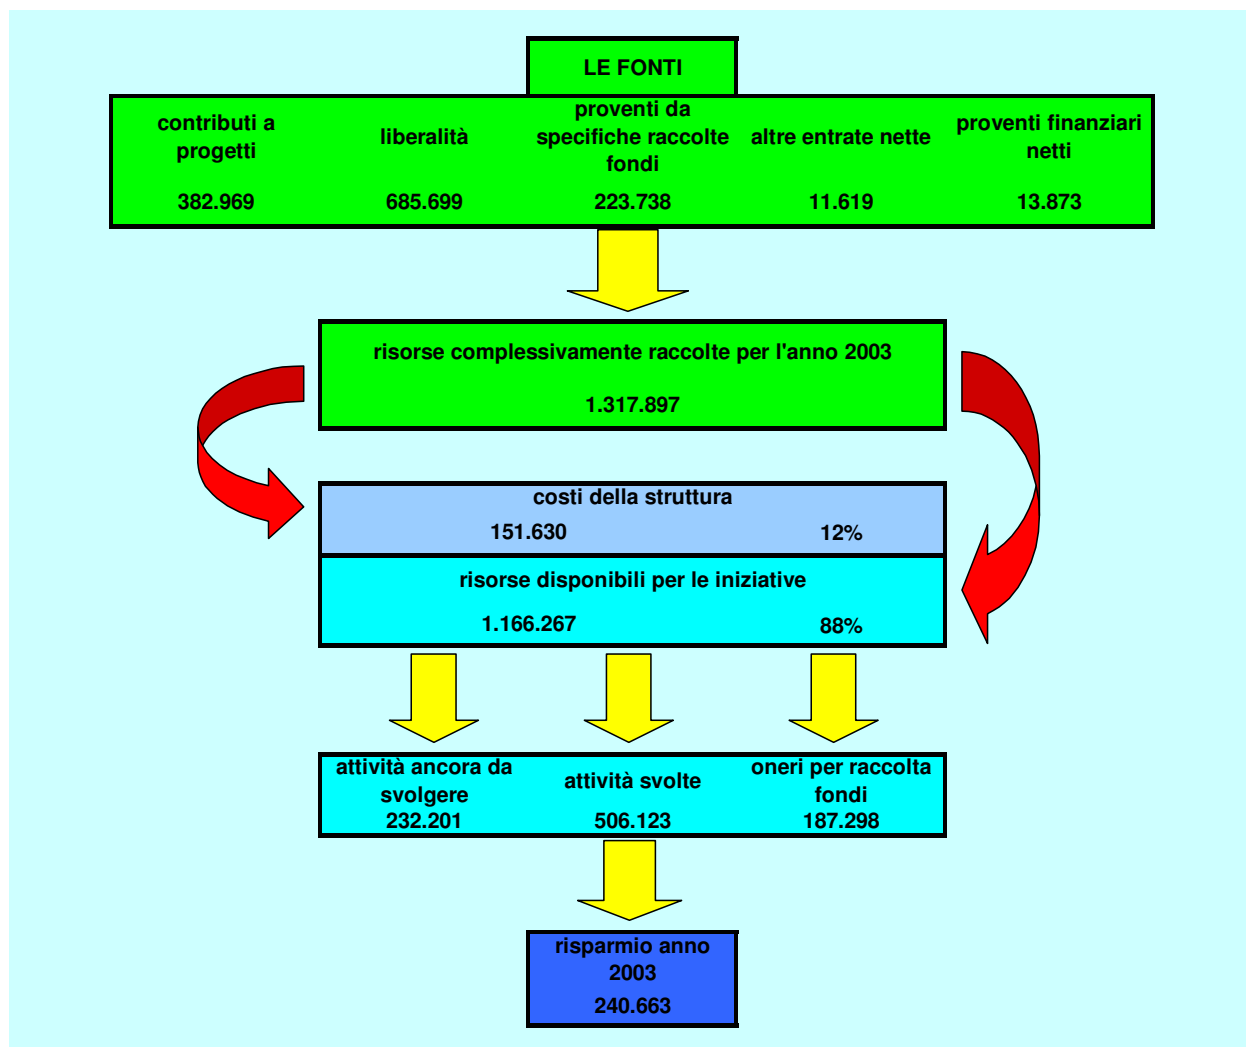 LE FONTI
contributi a
progetti
liberalità
proventi da
specifiche raccolte
fondi
altre entrate nette
proventi finanziari
netti
382.969
685.699
223.738
11.619
13.873
risorse complessivamente raccolte per l'anno 2003
1.317.897
costi della struttura
151.630
12%
risorse disponibili per le iniziative
1.166.267
88%
attività ancora da
svolgere
232.201
attività svolte
506.123
oneri per raccolta
fondi
187.298
risparmio anno
2003
240.663